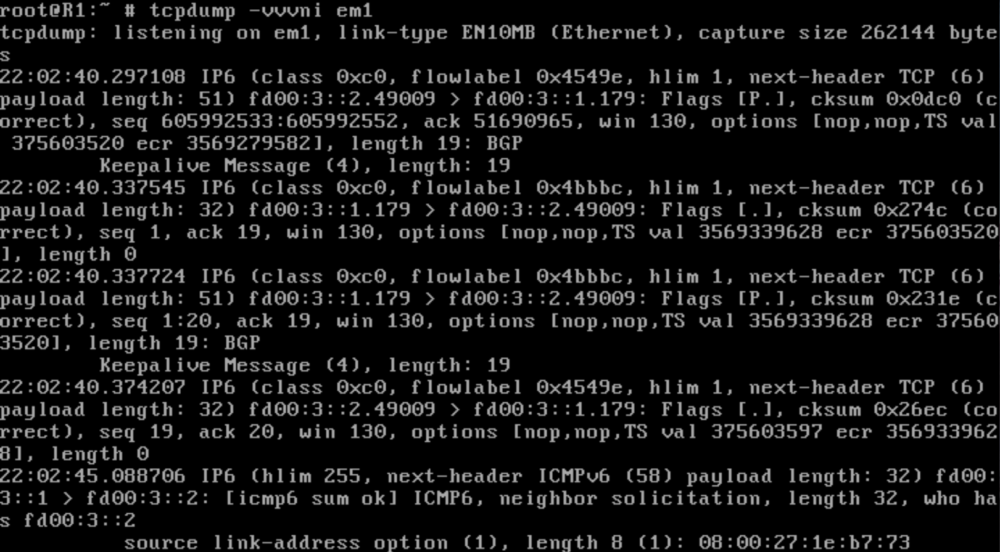 root@R1:~ # tcpdump -vvvni em1
tcpdump: listening on em1, link-type EN10MB (Ethernet), capture size 262144 byte
s
22:02:40.297108 IP6 (class 0xc0, flowlabel 0x4549e, hlim 1, next-header TCP (6)
payload length: 51) fd00:3::2.49009 > fd00:3::1.179: Flags [P.], cksum 0x0dc0 (c
orrect), seq 605992533:605992552, ack 51690965, win 130, options [nop,nop,TS val
 375603520 ecr 3569279582], length 19: BGP
        Keepalive Message (4), length: 19
22:02:40.337545 IP6 (class 0xc0, flowlabel 0x4bbbc, hlim 1, next-header TCP (6)
payload length: 32) fd00:3::1.179 > fd00:3::2.49009: Flags [.], cksum 0x274c (co
rrect), seq 1, ack 19, win 130, options [nop,nop,TS val 3569339628 ecr 375603520
], length 0
22:02:40.337724 IP6 (class 0xc0, flowlabel 0x4bbbc, hlim 1, next-header TCP (6)
payload length: 51) fd00:3::1.179 > fd00:3::2.49009: Flags [P.], cksum 0x231e (c
orrect), seq 1:20, ack 19, win 130, options [nop,nop,TS val 3569339628 ecr 37560
3520], length 19: BGP
        Keepalive Message (4), length: 19
22:02:40.374207 IP6 (class 0xc0, flowlabel 0x4549e, hlim 1, next-header TCP (6)
payload length: 32) fd00:3::2.49009 > fd00:3::1.179: Flags [.], cksum 0x26ec (co
rrect), seq 19, ack 20, win 130, options [nop,nop,TS val 375603597 ecr 356933962
8], length 0
22:02:45.088706 IP6 (hlim 255, next-header ICMPv6 (58) payload length: 32) fd00:
3::1 > fd00:3::2: [icmp6 sum ok] ICMP6, neighbor solicitation, length 32, who ha
s fd00:3::2
          source link-address option (1), length 8 (1): 08:00:27:1e:b7:73